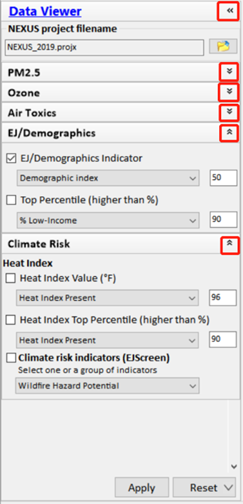 Data Viewer
NEXUS project filename
NEXUS_2019.projx
PM2.5
Ozone
Air Toxics
EJ/Demographics
EJ/Demographics Indicator
Demographic index 50
Top Percentile (higher than %)
% Low-Income 90
Climate Risk
Heat Index
Heat Index Value (°F)
Heat Index Present 96
Heat Index Top Percentile (higher than %)
Heat Index Present 90
Climate risk indicators (EJScreen)
Select one or a group of indicators
Wildfire Hazard Potential
Apply Reset